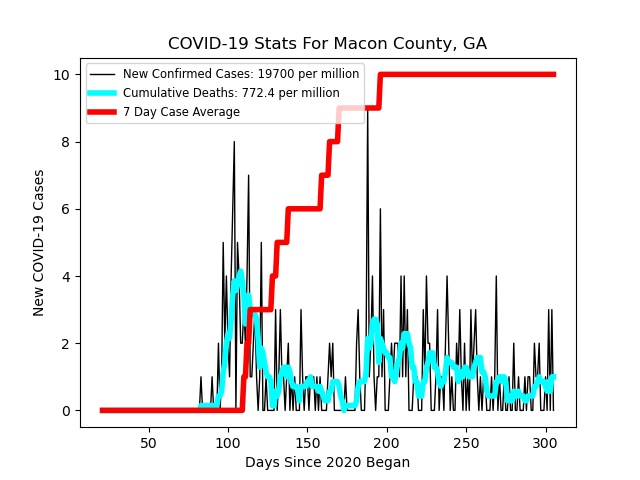 COVID-19 Stats For Macon County, GA
New Confirmed Cases: 19700 per million
Cumulative Deaths: 772.4 per million
7 Day Case Average
10
8
6
4
2
0
New COVID-19 Cases
50 100 150 200 250 300
Days Since 2020 Began